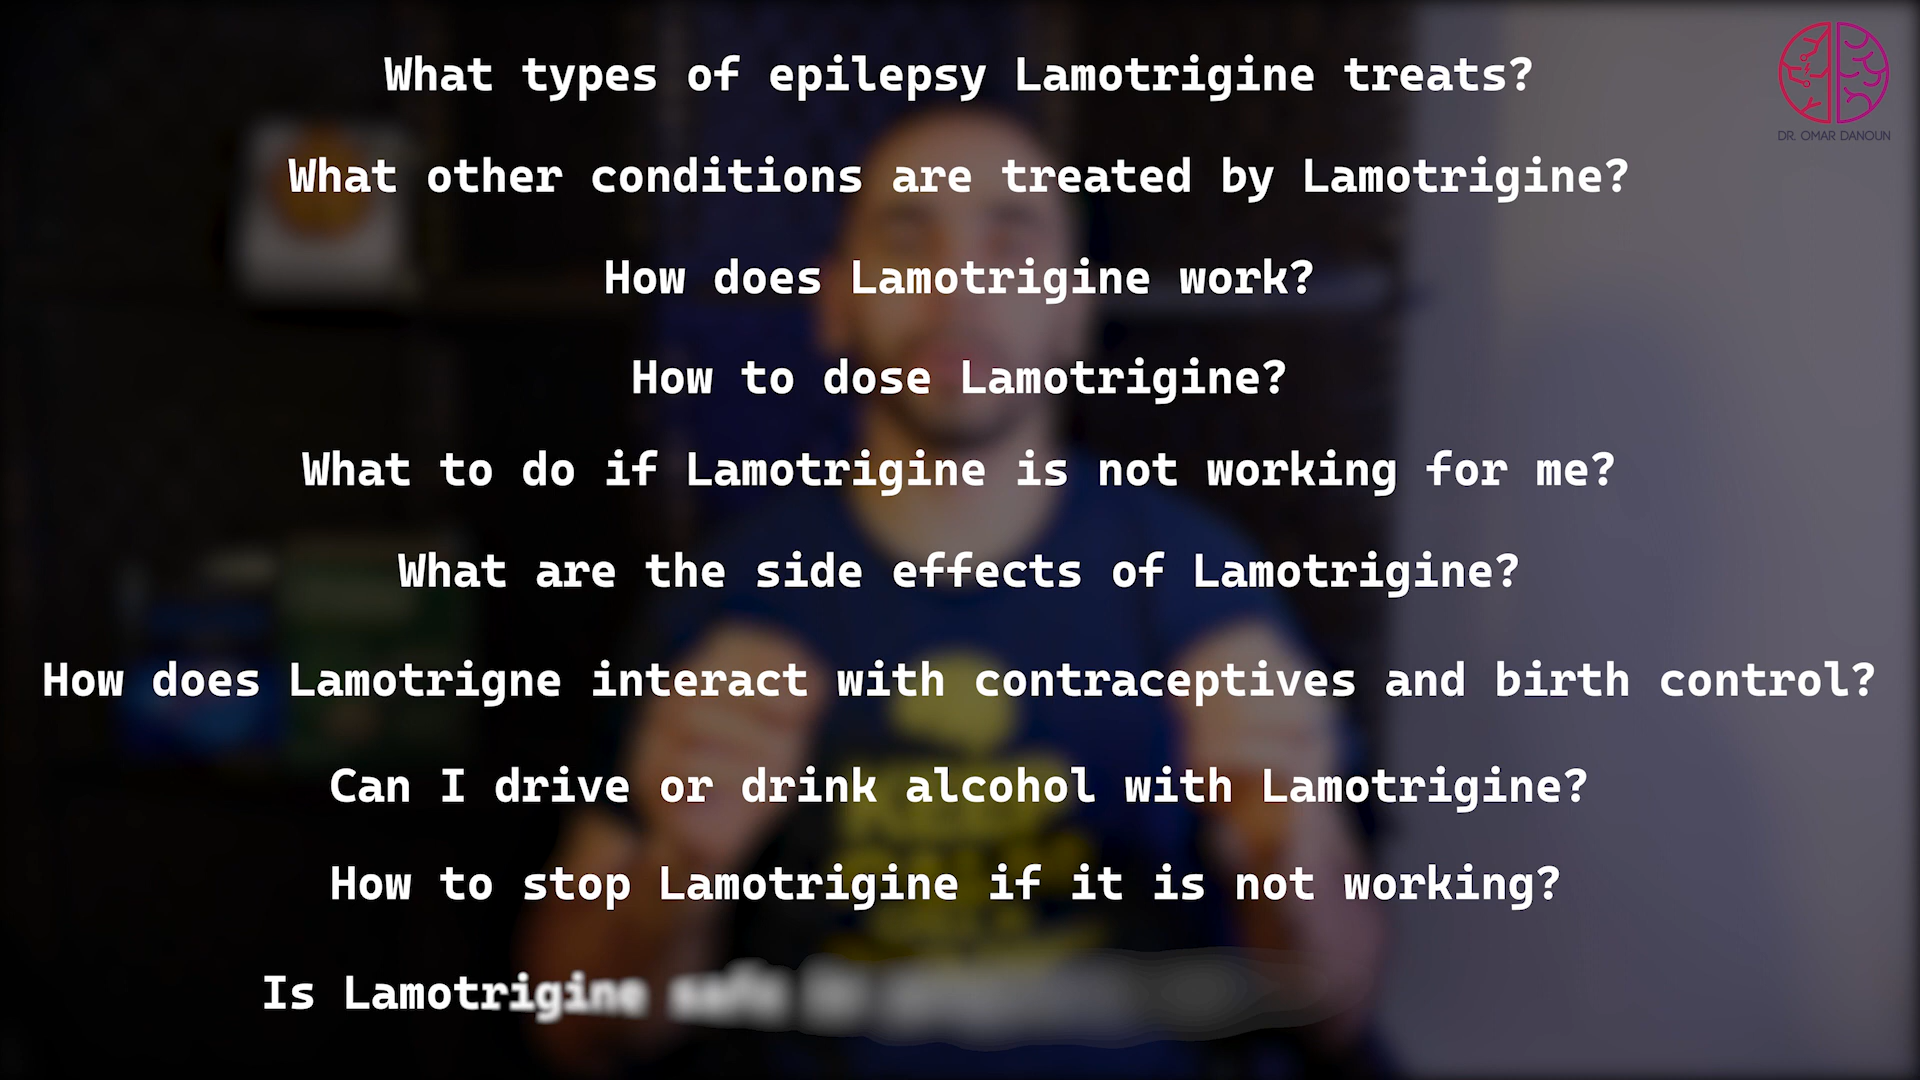 What types of epilepsy Lamotrigine treats?
DR. OMAR DANOUN
What other conditions are treated by Lamotrigine?
How does Lamotrigine work?
How to dose Lamotrigine?
What to do if Lamotrigine is not working for me?
What are the side effects of Lamotrigine?
How does Lamotrigne interact with contraceptives and birth control?
Can I drive or drink alcohol with Lamotrigine?
How to stop Lamotrigine if it is not working?
Is Lamotrigine safe in